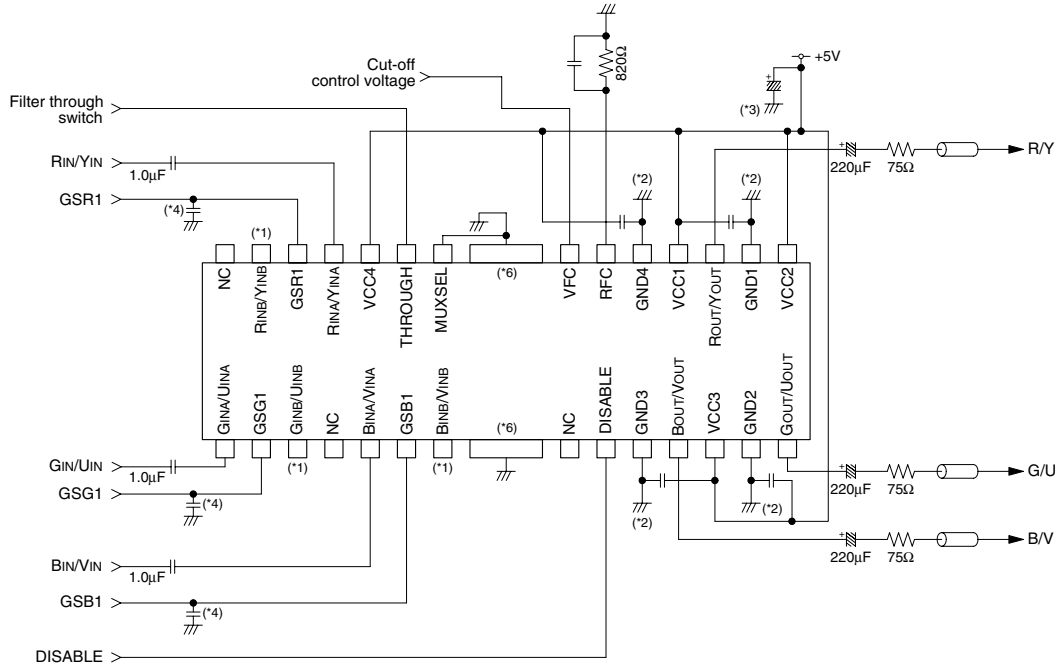 +5V
820Ω
Cut-off
control voltage
(*3)
Filter through
switch
RIN/YIN
1.0μF
220μF
75Ω
R/Y
GSR1
(*4)
(*1)
(*2)
(*2)
(*6)
NC
RINB/YINB
GSR1
RINA/YINA
VCC4
THROUGH
MUXSEL
VFC
RFC
GND4
VCC1
ROUT/YOUT
GND1
VCC2
GINA/UINA
GSG1
GINB/UINB
NC
BINA/VINA
GSB1
BINB/VINB
NC
DISABLE
GND3
BOUT/VOUT
VCC3
GND2
GOUT/UOUT
(*6)
(*1)
(*1)
GIN/UIN
1.0μF
220μF
75Ω
G/U
GSG1
(*4)
(*2)
(*2)
BIN/VIN
1.0μF
220μF
75Ω
B/V
GSB1
(*4)
DISABLE